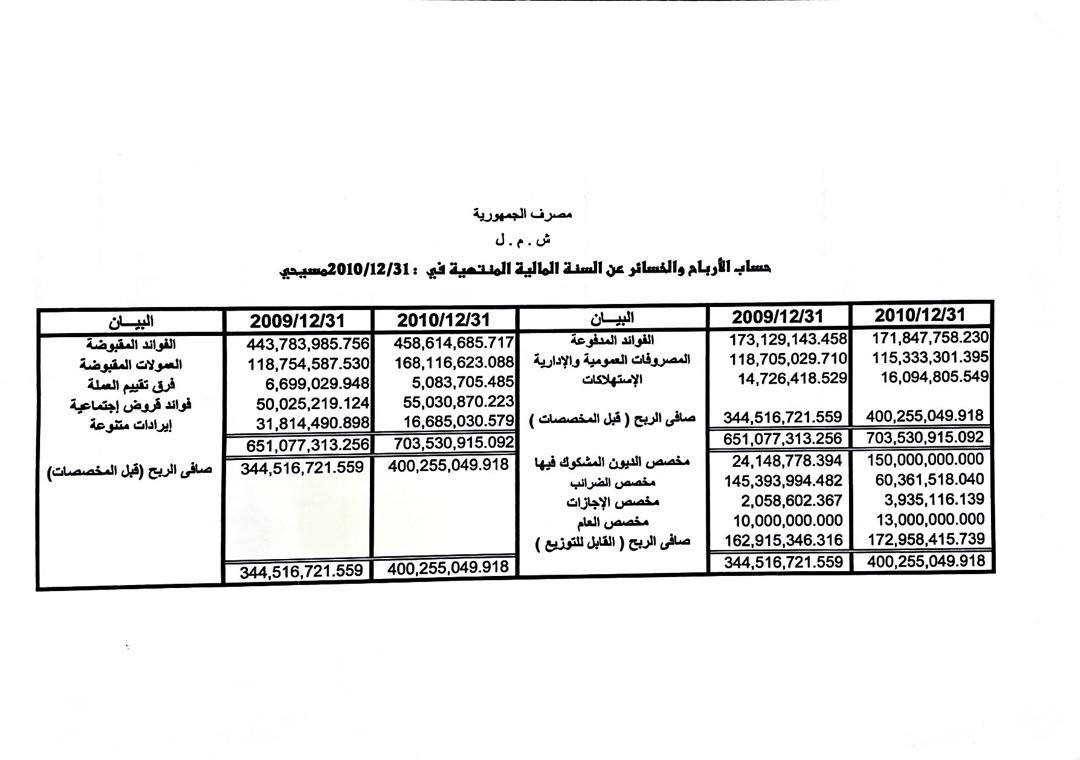 مصرف الجمهورية
ش . م . ل
حساب الأرباح والخسائر عن السنة المالية المنتهية في : 2010/12/31مسيحي
البيــان 2009/12/31 2010/12/31 البيــان 2009/12/31 2010/12/31
الفوائد المقبوضة 443,783,985.756 458,614,685.717 الفوائد المدفوعة 173,129,143.458 171,847,758.230
العمولات المقبوضة 118,754,587.530 168,116,623.088 المصروفات العمومية والإدارية 118,705,029.710 115,333,301.395
فرق تقييم العملة 6,699,029.948 5,083,705.485 الإستهلاكات 14,726,418.529 16,094,805.549
فوائد قروض إجتماعية 50,025,219.124 55,030,870.223
إيرادات متنوعة 31,814,490.898 16,685,030.579 صافى الربح ( قبل المخصصات ) 344,516,721.559 400,255,049.918
651,077,313.256 703,530,915.092 651,077,313.256 703,530,915.092
صافى الربح (قبل المخصصات) 344,516,721.559 400,255,049.918 مخصص الديون المشكوك فيها 24,148,778.394 150,000,000.000
مخصص الضرائب 145,393,994.482 60,361,518.040
مخصص الإجازات 2,058,602.367 3,935,116.139
مخصص العام 10,000,000.000 13,000,000.000
صافى الربح ( القابل للتوزيع ) 162,915,346.316 172,958,415.739
344,516,721.559 400,255,049.918 344,516,721.559 400,255,049.918